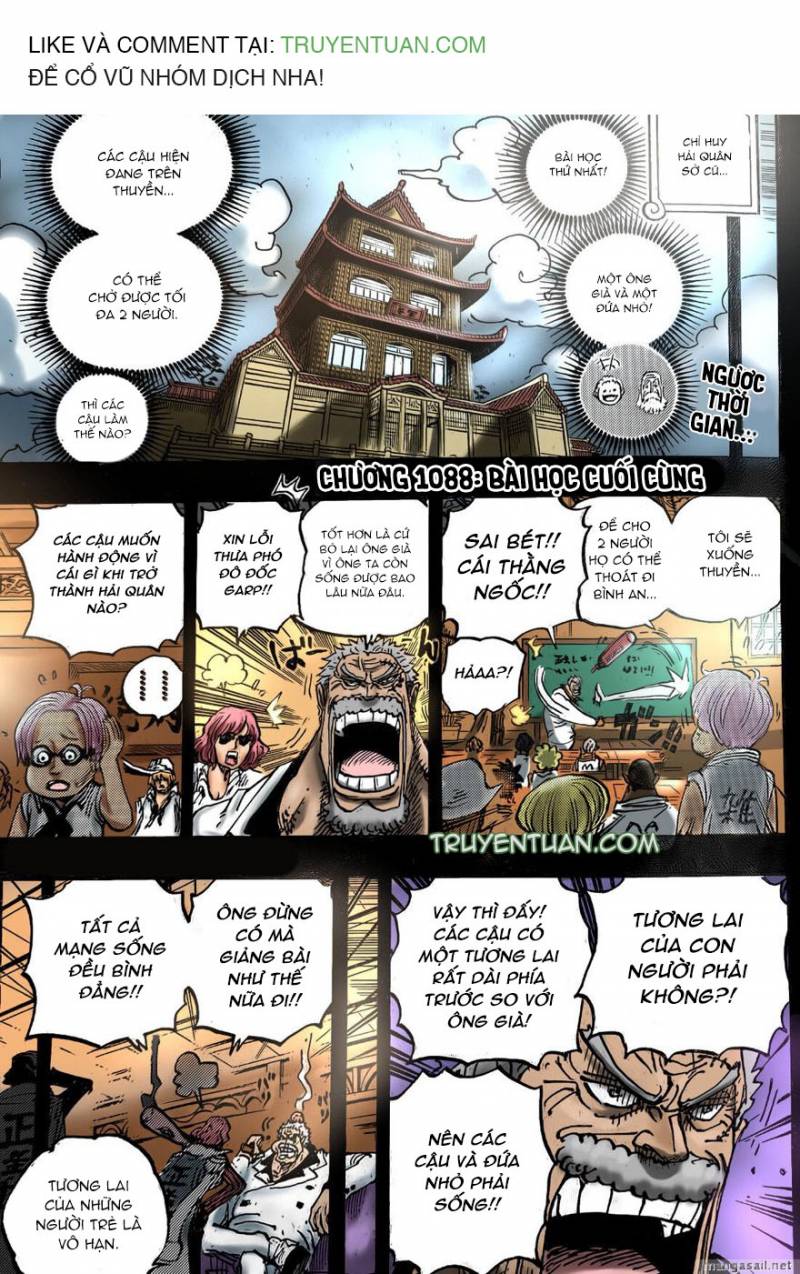 LIKE VÀ COMMENT TẠI: TRUYENTUAN.COM
ĐỂ CỔ VŨ NHÓM DỊCH NHA!
CHỈ HUY
HẢI QUÂN
SỞ CŨ...
BÀI HỌC
THỨ NHẤT!
MỘT ÔNG
GIÀ VÀ MỘT
ĐỨA NHỎ!
NGƯỢC
THỜI
GIAN...
CÁC CẬU HIỆN
ĐANG TRÊN
THUYỀN...
CÓ THỂ
CHỞ ĐƯỢC TỐI
ĐA 2 NGƯỜI.
THÌ CÁC
CẬU LÀM
THẾ NÀO?
CHƯƠNG 1088: BÀI HỌC CUỐI CÙNG
TÔI SẼ
XUỐNG
THUYỀN...
ĐỂ CHO
2 NGƯỜI
HỌ CÓ THỂ
THOÁT ĐI
BÌNH AN...
SAI BÉT!!
CÁI THẰNG
NGỐC!!
HẢAA?!
雑
TỐT HƠN LÀ CỨ
BỎ LẠI ÔNG GIÀ
VÌ ÔNG TA CÒN
SỐNG ĐƯỢC BAO
LÂU NỮA ĐÂU.
XIN LỖI
THƯA PHÓ
ĐÔ ĐỐC
GARP!!
ばーん
CÁC CẬU MUỐN
HÀNH ĐỘNG VÌ
CÁI GÌ KHI TRỞ
THÀNH HẢI QUÂN
NÀO?
TRUYENTUAN.COM
TƯƠNG LAI
CỦA CON
NGƯỜI PHẢI
KHÔNG?!
VẬY THÌ ĐẤY!
CÁC CẬU CÓ
MỘT TƯƠNG LAI
RẤT DÀI PHÍA
TRƯỚC SO VỚI
ÔNG GIÀ!
NÊN CÁC
CẬU VÀ ĐỨA
NHỎ PHẢI
SỐNG!!
ÔNG ĐỪNG
CÓ MÀ
GIẢNG BÀI
NHƯ THẾ
NỮA ĐI!!
TẤT CẢ
MẠNG SỐNG
ĐỀU BÌNH
ĐẲNG!!
正
TƯƠNG LAI
CỦA NHỮNG
NGƯỜI TRẺ LÀ
VÔ HẠN.
mangasail.net